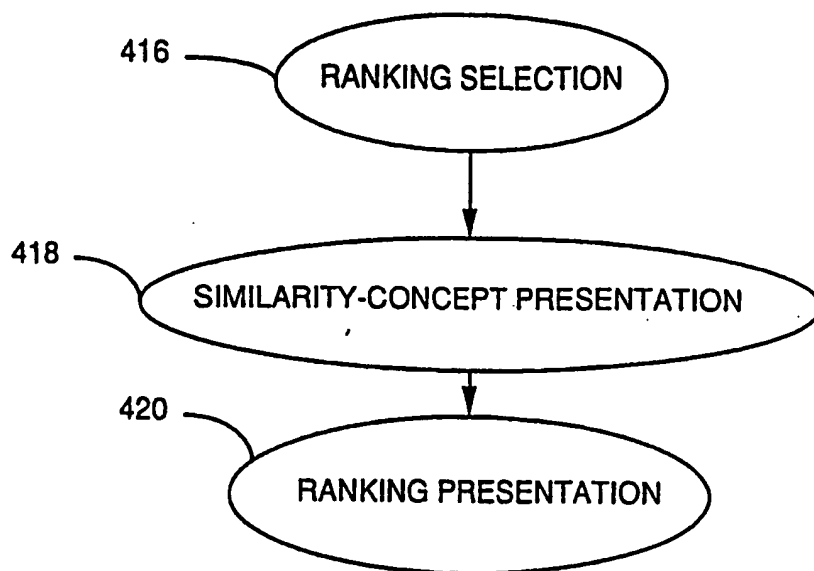 416
RANKING SELECTION
418
SIMILARITY-CONCEPT PRESENTATION
420
RANKING PRESENTATION